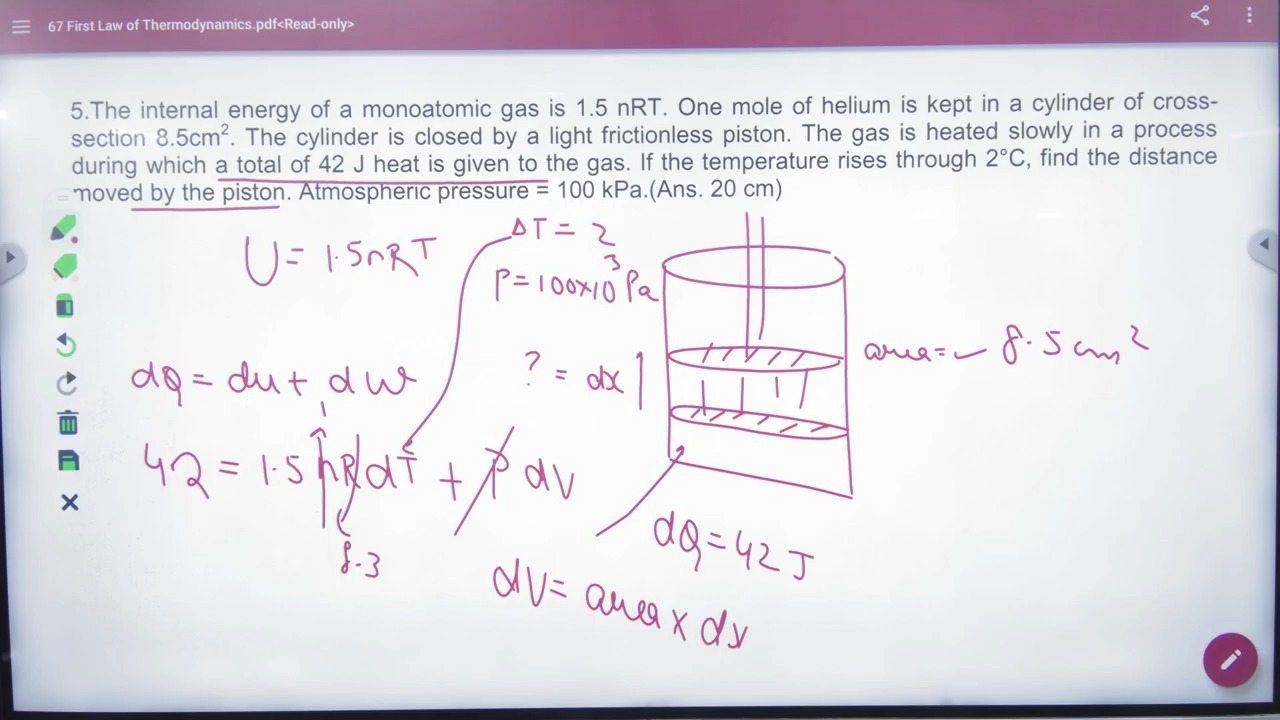 67 First Law of Thermodynamics.pdf<Read-only>
5.The internal energy of a monoatomic gas is 1.5 nRT. One mole of helium is kept in a cylinder of cross-
section 8.5cm². The cylinder is closed by a light frictionless piston. The gas is heated slowly in a process
during which a total of 42 J heat is given to the gas. If the temperature rises through 2°C, find the distance
moved by the piston. Atmospheric pressure = 100 kPa.(Ans. 20 cm)
U = 1.5nRT
ΔT = 2
P = 100x10³ Pa
area = 8.5 cm²
? = dx
dQ = du + dw
42 = 1.5 nRdT + P dV
1
8.3
dQ = 42 J
dV = area x dx